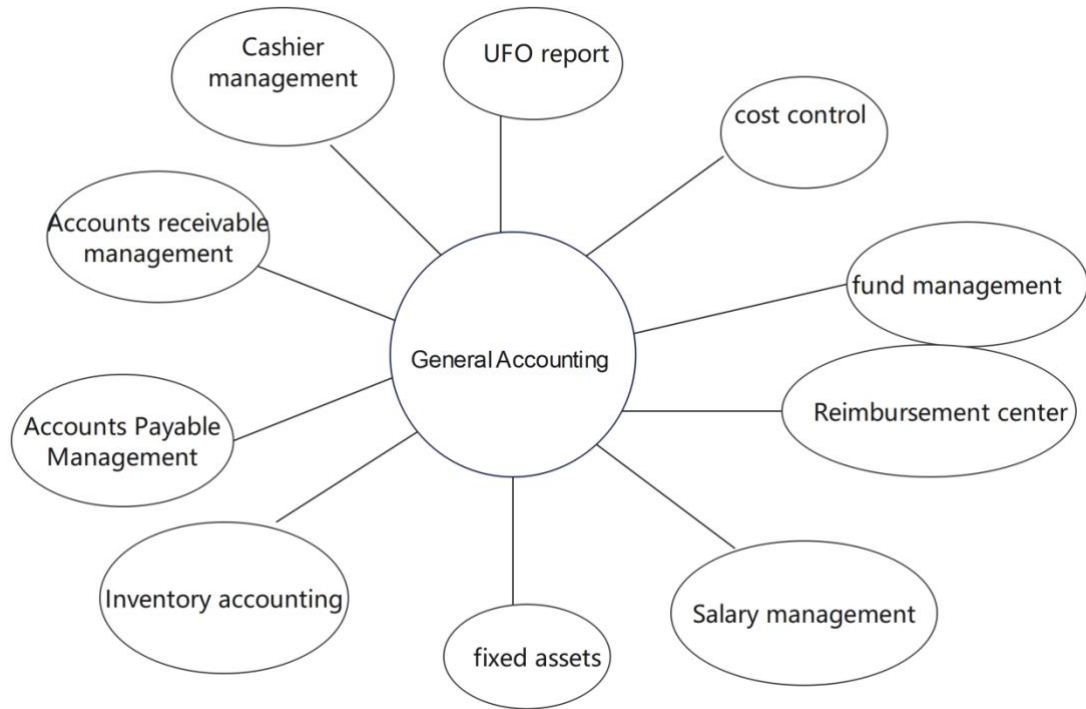 Cashier
management
UFO report
cost control
Accounts receivable
management
fund management
General Accounting
Reimbursement center
Accounts Payable
Management
Inventory accounting
Salary management
fixed assets